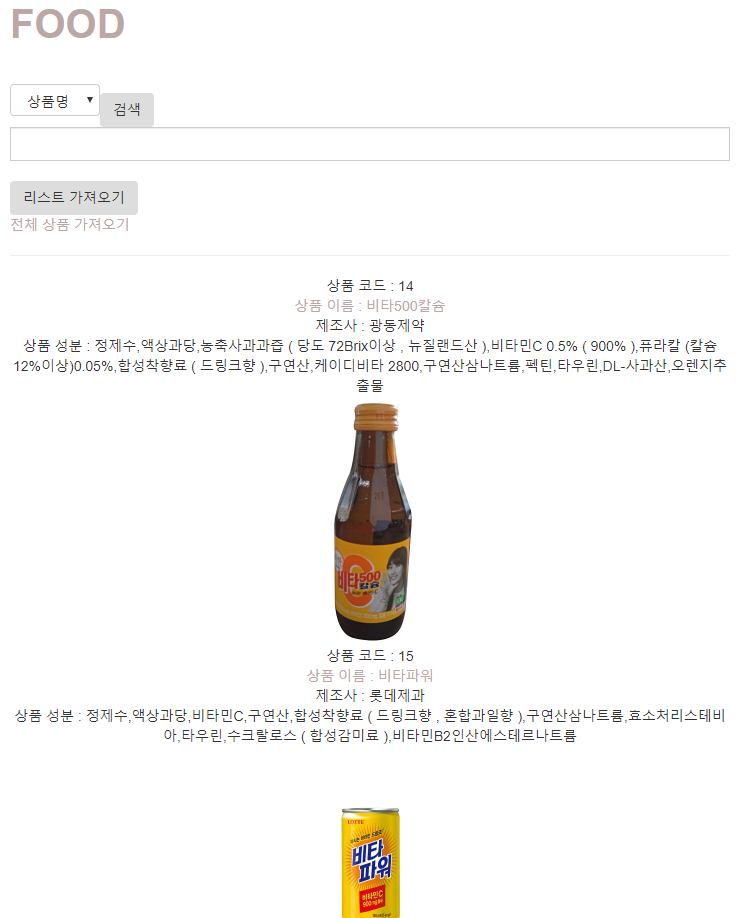 FOOD
상품명
검색
리스트 가져오기
전체 상품 가져오기
상품 코드 : 14
상품 이름 : 비타500칼슘
제조사 : 광동제약
상품 성분 : 정제수,액상과당,농축사과과즙 ( 당도 72Brix이상 , 뉴질랜드산 ),비타민C 0.5% ( 900% ),퓨라칼 (칼슘
12%이상)0.05%,합성착향료 ( 드링크향 ),구연산,케이디비타 2800,구연산삼나트륨,펙틴,타우린,DL-사과산,오렌지추
출물
비타500
칼슘
상품 코드 : 15
상품 이름 : 비타파워
제조사 : 롯데제과
상품 성분 : 정제수,액상과당,비타민C,구연산,합성착향료 ( 드링크향 , 혼합과일향 ),구연산삼나트륨,효소처리스테비
아,타우린,수크랄로스 ( 합성감미료 ),비타민B2인산에스테르나트륨
LOTTE
비타
파워
비타민C